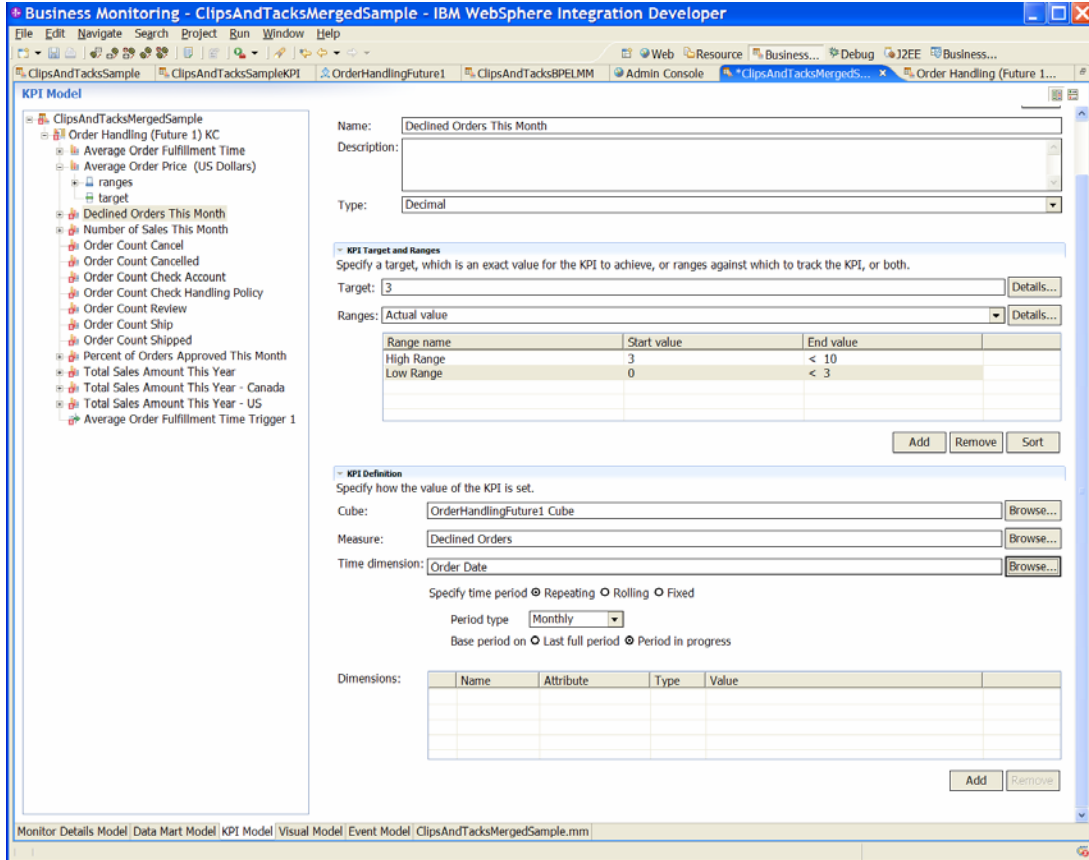 Business Monitoring - ClipsAndTacksMergedSample - IBM WebSphere Integration Developer
File Edit Navigate Search Project Run Window Help
Web Resource Business... Debug J2EE Business...
ClipsAndTacksSample ClipsAndTacksSampleKPI OrderHandlingFuture1 ClipsAndTacksBPELMM Admin Console *ClipsAndTacksMergedS... Order Handling (Future 1...
KPI Model
ClipsAndTacksMergedSample
Order Handling (Future 1) KC
Average Order Fulfillment Time
Average Order Price (US Dollars)
ranges
target
Declined Orders This Month
Number of Sales This Month
Order Count Cancel
Order Count Cancelled
Order Count Check Account
Order Count Check Handling Policy
Order Count Review
Order Count Ship
Order Count Shipped
Percent of Orders Approved This Month
Total Sales Amount This Year
Total Sales Amount This Year - Canada
Total Sales Amount This Year - US
Average Order Fulfillment Time Trigger 1
Name: Declined Orders This Month
Description:
Type: Decimal
KPI Target and Ranges
Specify a target, which is an exact value for the KPI to achieve, or ranges against which to track the KPI, or both.
Target: 3 Details...
Ranges: Actual value Details...
Range name Start value End value
High Range 3 < 10
Low Range 0 < 3
Add Remove Sort
KPI Definition
Specify how the value of the KPI is set.
Cube: OrderHandlingFuture1 Cube Browse...
Measure: Declined Orders Browse...
Time dimension: Order Date Browse...
Specify time period Repeating Rolling Fixed
Period type Monthly
Base period on Last full period Period in progress
Dimensions: Name Attribute Type Value
Add Remove
Monitor Details Model Data Mart Model KPI Model Visual Model Event Model ClipsAndTacksMergedSample.mm